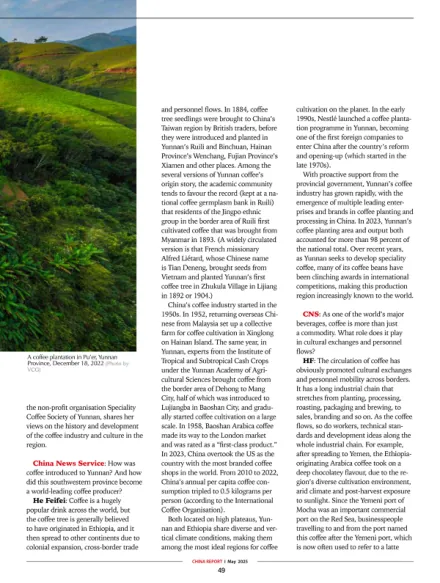 A coffee plantation in Pu'er, Yunnan
Province, December 18, 2022 (Photo by
VCG)
the non-profit organisation Speciality
Coffee Society of Yunnan, shares her
views on the history and development
of the coffee industry and culture in the
region.
China News Service: How was
coffee introduced to Yunnan? And how
did this southwestern province become
a world-leading coffee producer?
He Feifei: Coffee is a hugely
popular drink across the world, but
the coffee tree is generally believed
to have originated in Ethiopia, and it
then spread to other continents due to
colonial expansion, cross-border trade
and personnel flows. In 1884, coffee
tree seedlings were brought to China's
Taiwan region by British traders, before
they were introduced and planted in
Yunnan's Ruili and Binchuan, Hainan
Province's Wenchang, Fujian Province's
Xiamen and other places. Among the
several versions of Yunnan coffee's
origin story, the academic community
tends to favour the record (kept at a na-
tional coffee germplasm bank in Ruili)
that residents of the Jingpo ethnic
group in the border area of Ruili first
cultivated coffee that was brought from
Myanmar in 1893. (A widely circulated
version is that French missionary
Alfred Liétard, whose Chinese name
is Tian Deneng, brought seeds from
Vietnam and planted Yunnan's first
coffee tree in Zhukula Village in Lijiang
in 1892 or 1904.)
China's coffee industry started in the
1950s. In 1952, returning overseas Chi-
nese from Malaysia set up a collective
farm for coffee cultivation in Xinglong
on Hainan Island. The same year, in
Yunnan, experts from the Institute of
Tropical and Subtropical Cash Crops
under the Yunnan Academy of Agri-
cultural Sciences brought coffee from
the border area of Dehong to Mang
City, half of which was introduced to
Lujiangba in Baoshan City, and gradu-
ally started coffee cultivation on a large
scale. In 1958, Baoshan Arabica coffee
made its way to the London market
and was rated as a "first-class product."
In 2023, China overtook the US as the
country with the most branded coffee
shops in the world. From 2010 to 2022,
China's annual per capita coffee con-
sumption tripled to 0.5 kilograms per
person (according to the International
Coffee Organisation).
Both located on high plateaus, Yun-
nan and Ethiopia share diverse and ver-
tical climate conditions, making them
among the most ideal regions for coffee
cultivation on the planet. In the early
1990s, Nestlé launched a coffee planta-
tion programme in Yunnan, becoming
one of the first foreign companies to
enter China after the country's reform
and opening-up (which started in the
late 1970s).
With proactive support from the
provincial government, Yunnan's coffee
industry has grown rapidly, with the
emergence of multiple leading enter-
prises and brands in coffee planting and
processing in China. In 2023, Yunnan's
coffee planting area and output both
accounted for more than 98 percent of
the national total. Over recent years,
as Yunnan seeks to develop speciality
coffee, many of its coffee beans have
been clinching awards in international
competitions, making this production
region increasingly known to the world.
CNS: As one of the world's major
beverages, coffee is more than just
a commodity. What role does it play
in cultural exchanges and personnel
flows?
HF: The circulation of coffee has
obviously promoted cultural exchanges
and personnel mobility across borders.
It has a long industrial chain that
stretches from planting, processing,
roasting, packaging and brewing, to
sales, branding and so on. As the coffee
flows, so do workers, technical stan-
dards and development ideas along the
whole industrial chain. For example,
after spreading to Yemen, the Ethiopia-
originating Arabica coffee took on a
deep chocolatey flavour, due to the re-
gion's diverse cultivation environment,
arid climate and post-harvest exposure
to sunlight. Since the Yemeni port of
Mocha was an important commercial
port on the Red Sea, businesspeople
travelling to and from the port named
this coffee after the Yemeni port, which
is now often used to refer to a latte
CHINA REPORT I May 2025
49